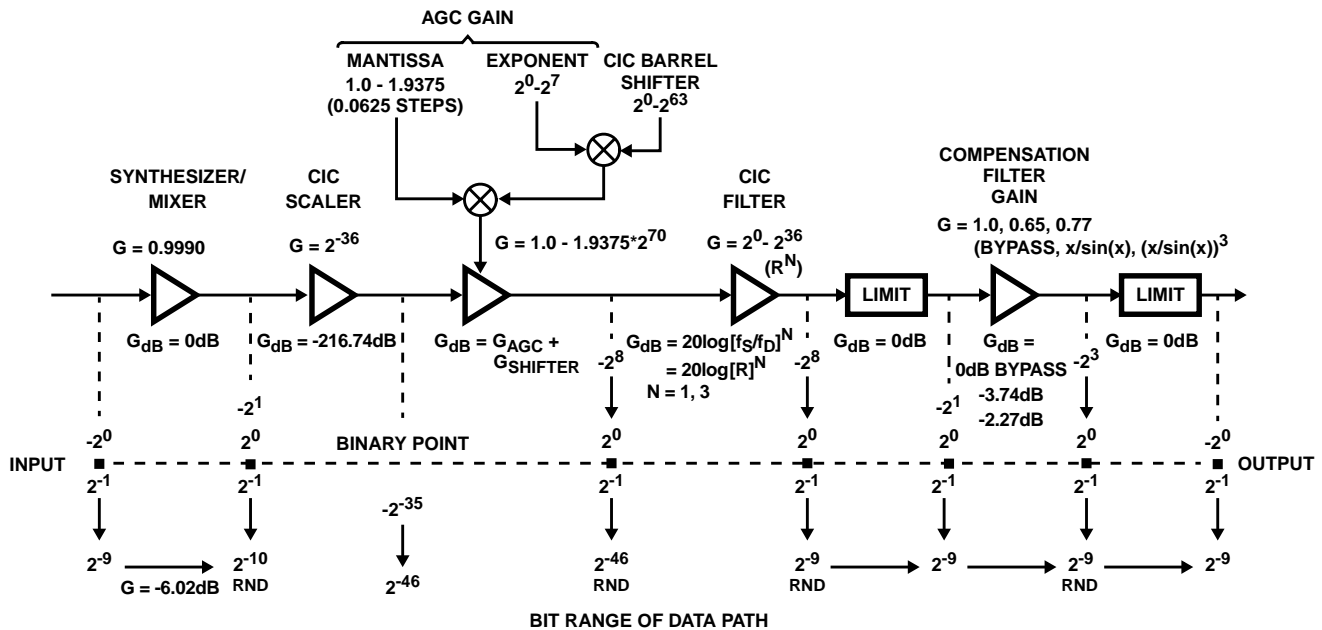 AGC GAIN
MANTISSA
1.0 - 1.9375
(0.0625 STEPS)
EXPONENT
2^0-2^7
CIC BARREL
SHIFTER
2^0-2^63
SYNTHESIZER/
MIXER
G = 0.9990
G_dB = 0dB
CIC
SCALER
G = 2^-36
G_dB = -216.74dB
G = 1.0 - 1.9375*2^70
G_dB = G_AGC +
G_SHIFTER
CIC
FILTER
G = 2^0- 2^36
(R^N)
G_dB = 20log[f_S/f_D]^N
= 20log[R]^N
N = 1, 3
LIMIT
G_dB = 0dB
COMPENSATION
FILTER
GAIN
G = 1.0, 0.65, 0.77
(BYPASS, x/sin(x), (x/sin(x))^3
G_dB =
0dB BYPASS
-3.74dB
-2.27dB
LIMIT
G_dB = 0dB
INPUT
-2^0
2^-1
2^-9
G = -6.02dB
-2^1
2^0
2^-1
2^-10
RND
BINARY POINT
-2^-35
2^-46
-2^8
2^0
2^-1
2^-46
RND
-2^8
2^0
2^-1
2^-9
RND
-2^1
2^0
2^-1
2^-9
-2^3
2^0
2^-1
2^-9
RND
-2^0
2^-1
2^-9
OUTPUT
BIT RANGE OF DATA PATH